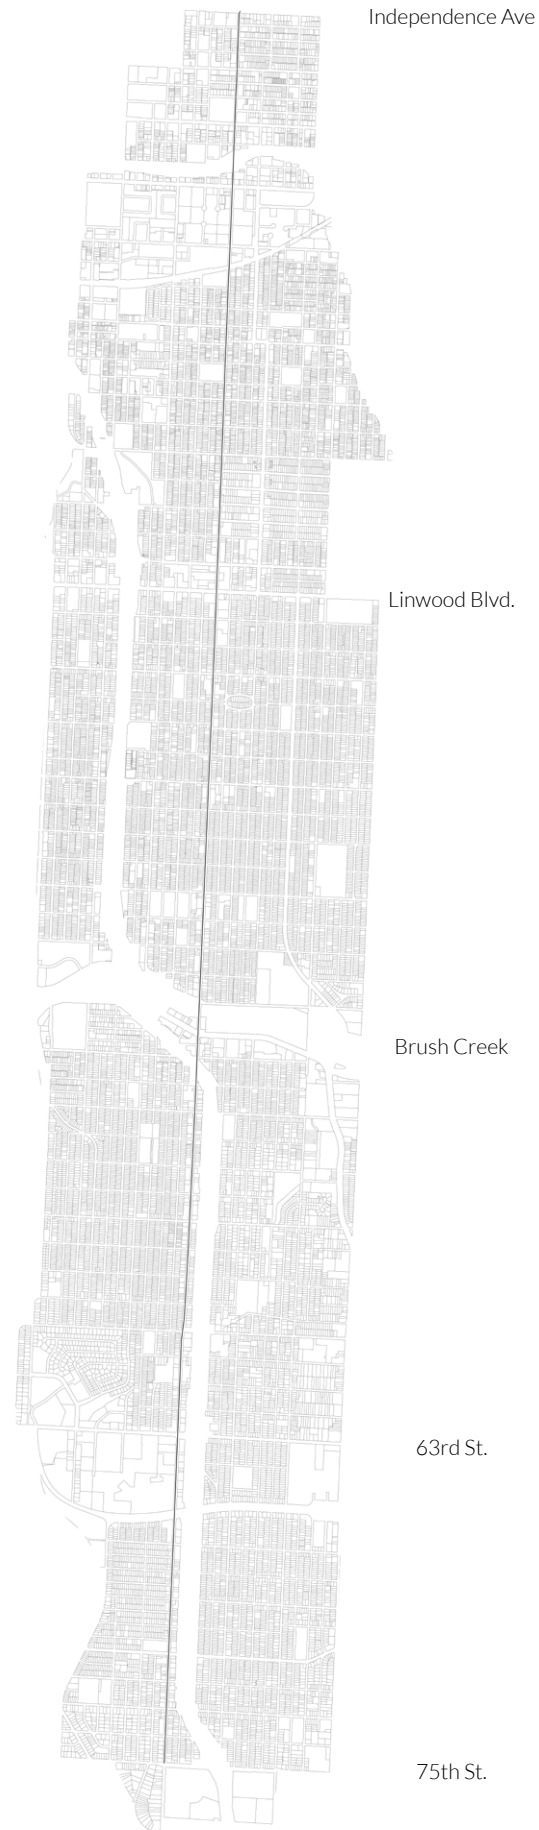 Independence Ave
Linwood Blvd.
Brush Creek
63rd St.
75th St.